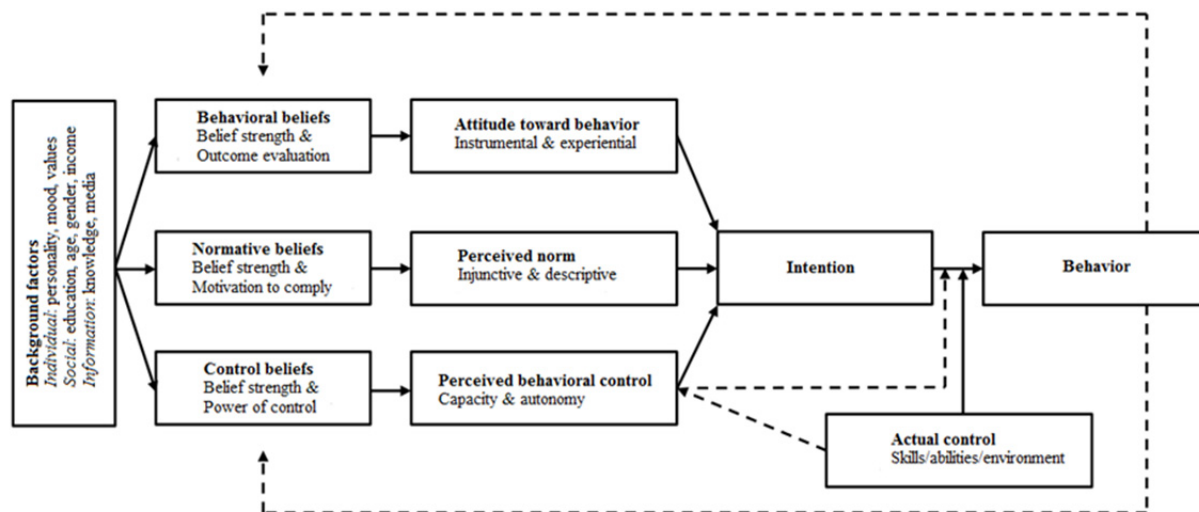 Background factors
Individual: personality, mood, values
Social: education, age, gender, income
Information: knowledge, media
Behavioral beliefs
Belief strength &
Outcome evaluation
Attitude toward behavior
Instrumental & experiential
Normative beliefs
Belief strength &
Motivation to comply
Perceived norm
Injunctive & descriptive
Intention
Behavior
Control beliefs
Belief strength &
Power of control
Perceived behavioral control
Capacity & autonomy
Actual control
Skills/abilities/environment